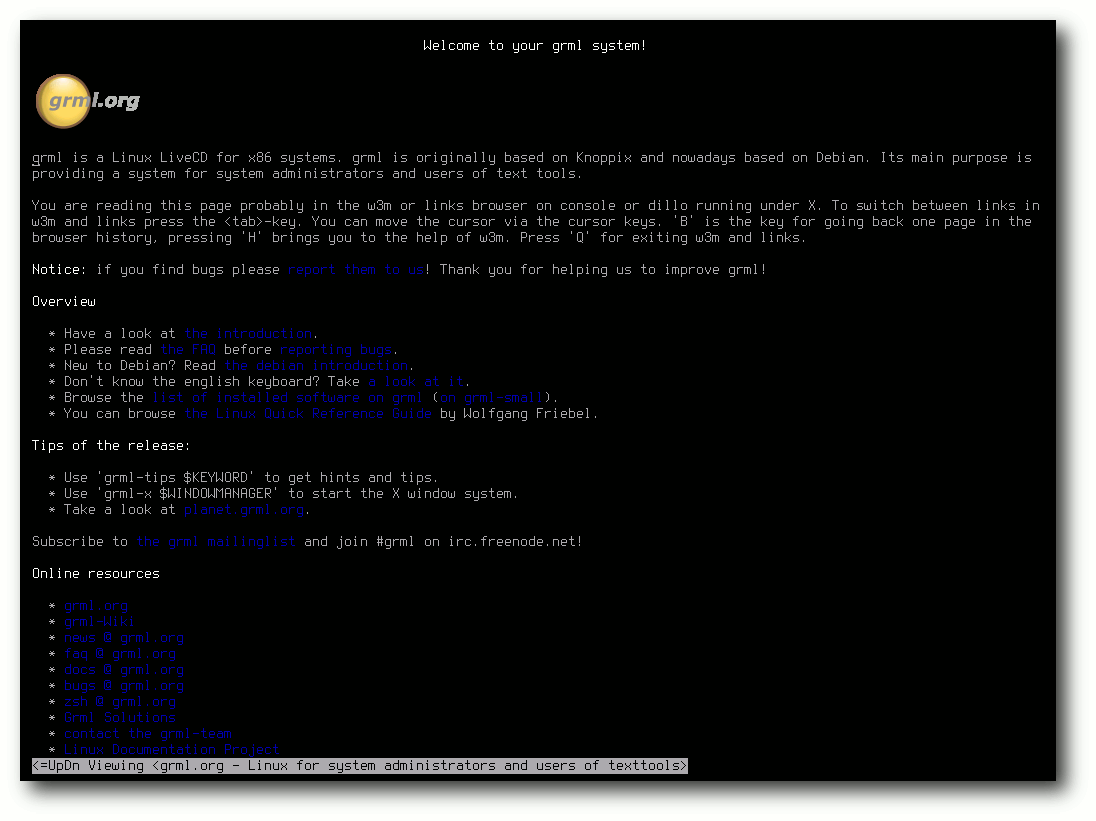 Welcome to your grml system!
grml.org
grml is a Linux LiveCD for x86 systems. grml is originally based on Knoppix and nowadays based on Debian. Its main purpose is
providing a system for system administrators and users of text tools.
You are reading this page probably in the w3m or links browser on console or dillo running under X. To switch between links in
w3m and links press the <tab>-key. You can move the cursor via the cursor keys. 'B' is the key for going back one page in the
browser history, pressing 'H' brings you to the help of w3m. Press 'Q' for exiting w3m and links.
Notice: if you find bugs please report them to us! Thank you for helping us to improve grml!
Overview
* Have a look at the introduction.
* Please read the FAQ before reporting bugs.
* New to Debian? Read the debian introduction.
* Don't know the english keyboard? Take a look at it.
* Browse the list of installed software on grml (on grml-small).
* You can browse the Linux Quick Reference Guide by Wolfgang Friebel.
Tips of the release:
* Use 'grml-tips $KEYWORD' to get hints and tips.
* Use 'grml-x $WINDOWMANAGER' to start the X window system.
* Take a look at planet.grml.org.
Subscribe to the grml mailinglist and join #grml on irc.freenode.net!
Online resources
* grml.org
* grml-Wiki
* news @ grml.org
* faq @ grml.org
* docs @ grml.org
* bugs @ grml.org
* zsh @ grml.org
* Grml Solutions
* contact the grml-team
* Linux Documentation Project
<=UpDn Viewing <grml.org - Linux for system administrators and users of texttools>